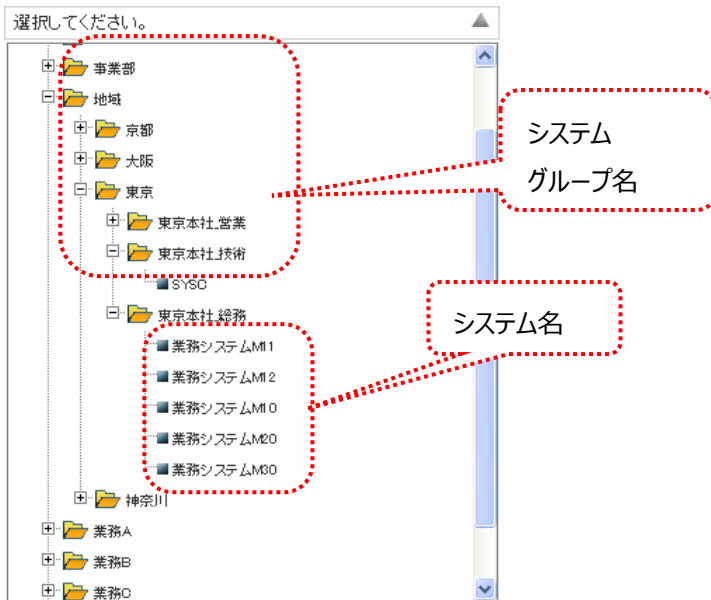 選択してください。
事業部
地域
京都
大阪
東京
東京本社_営業
東京本社_技術
SYSC
東京本社_総務
業務システムM11
業務システムM12
業務システムM10
業務システムM20
業務システムM30
神奈川
業務A
業務B
業務C
システム
グループ名
システム名